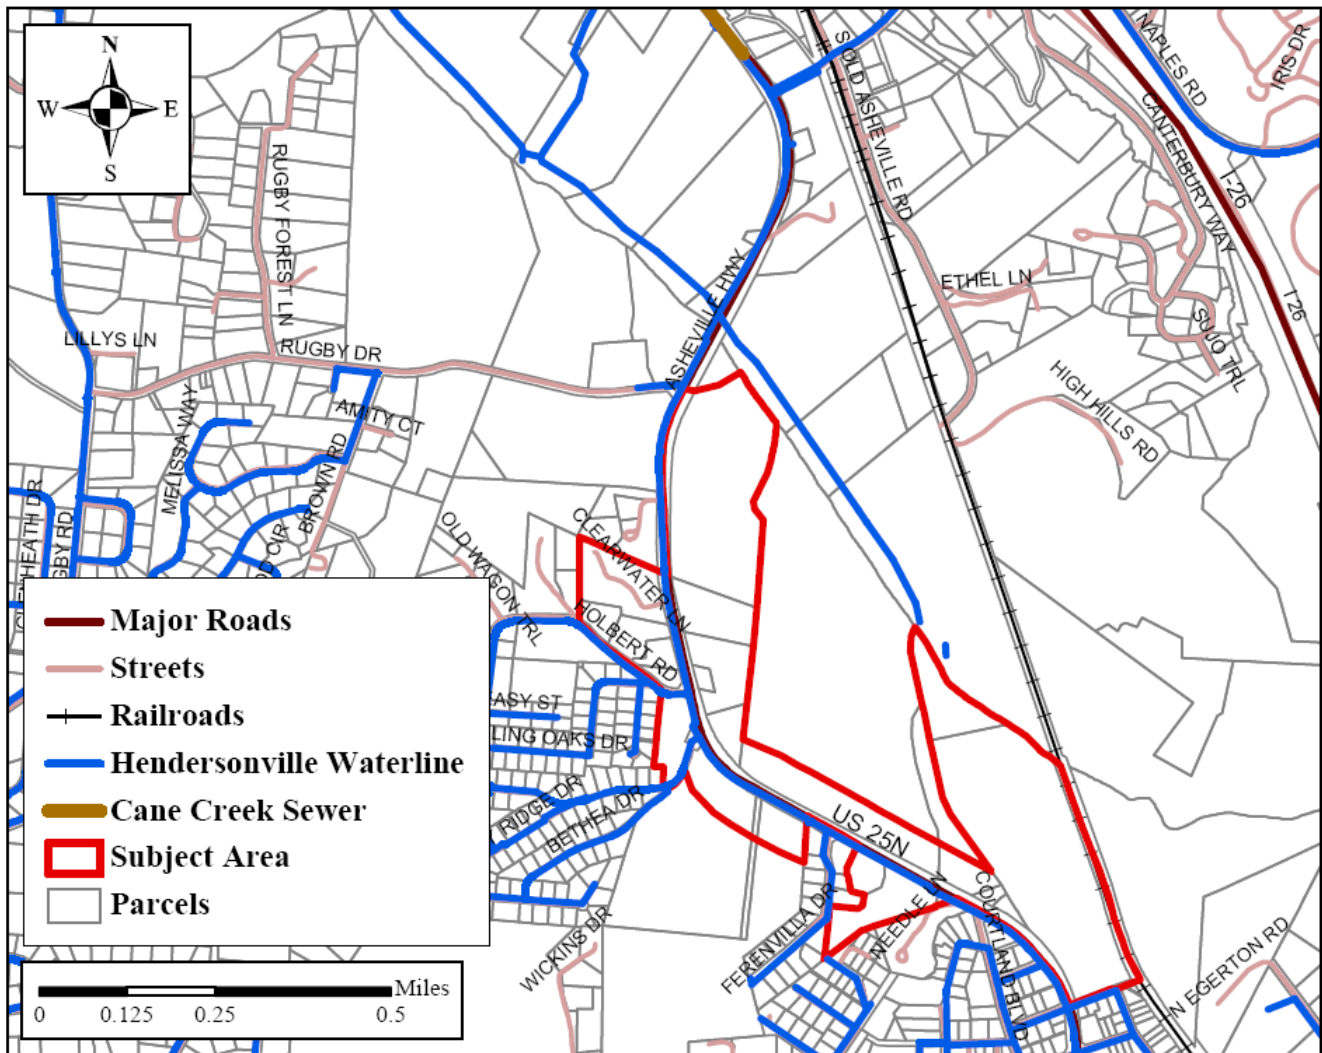 N
W E
S
S OLD ASHEVILLE RD
NAPLES RD
IRIS DR
CANTERBURY WAY
I-26
I 26
RUGBY FOREST LN
ASHEVILLE HWY
ETHEL LN
SUJO TRL
LILLYS LN
RUGBY DR
HIGH HILLS RD
MELISSA WAY
AMITY CT
BROWN RD
OLD WAGON TRL
CLEARWATER LN
HOLBERT RD
EASY ST
LING OAKS DR
RIDGE DR
BETHEA DR
US 25N
WICKINS DR
FERENVILLA DR
NEEDLE LN
COURTLAND BLVD
N EGERTON RD
GBY RD
Major Roads
Streets
Railroads
Hendersonville Waterline
Cane Creek Sewer
Subject Area
Parcels
Miles
0 0.125 0.25 0.5